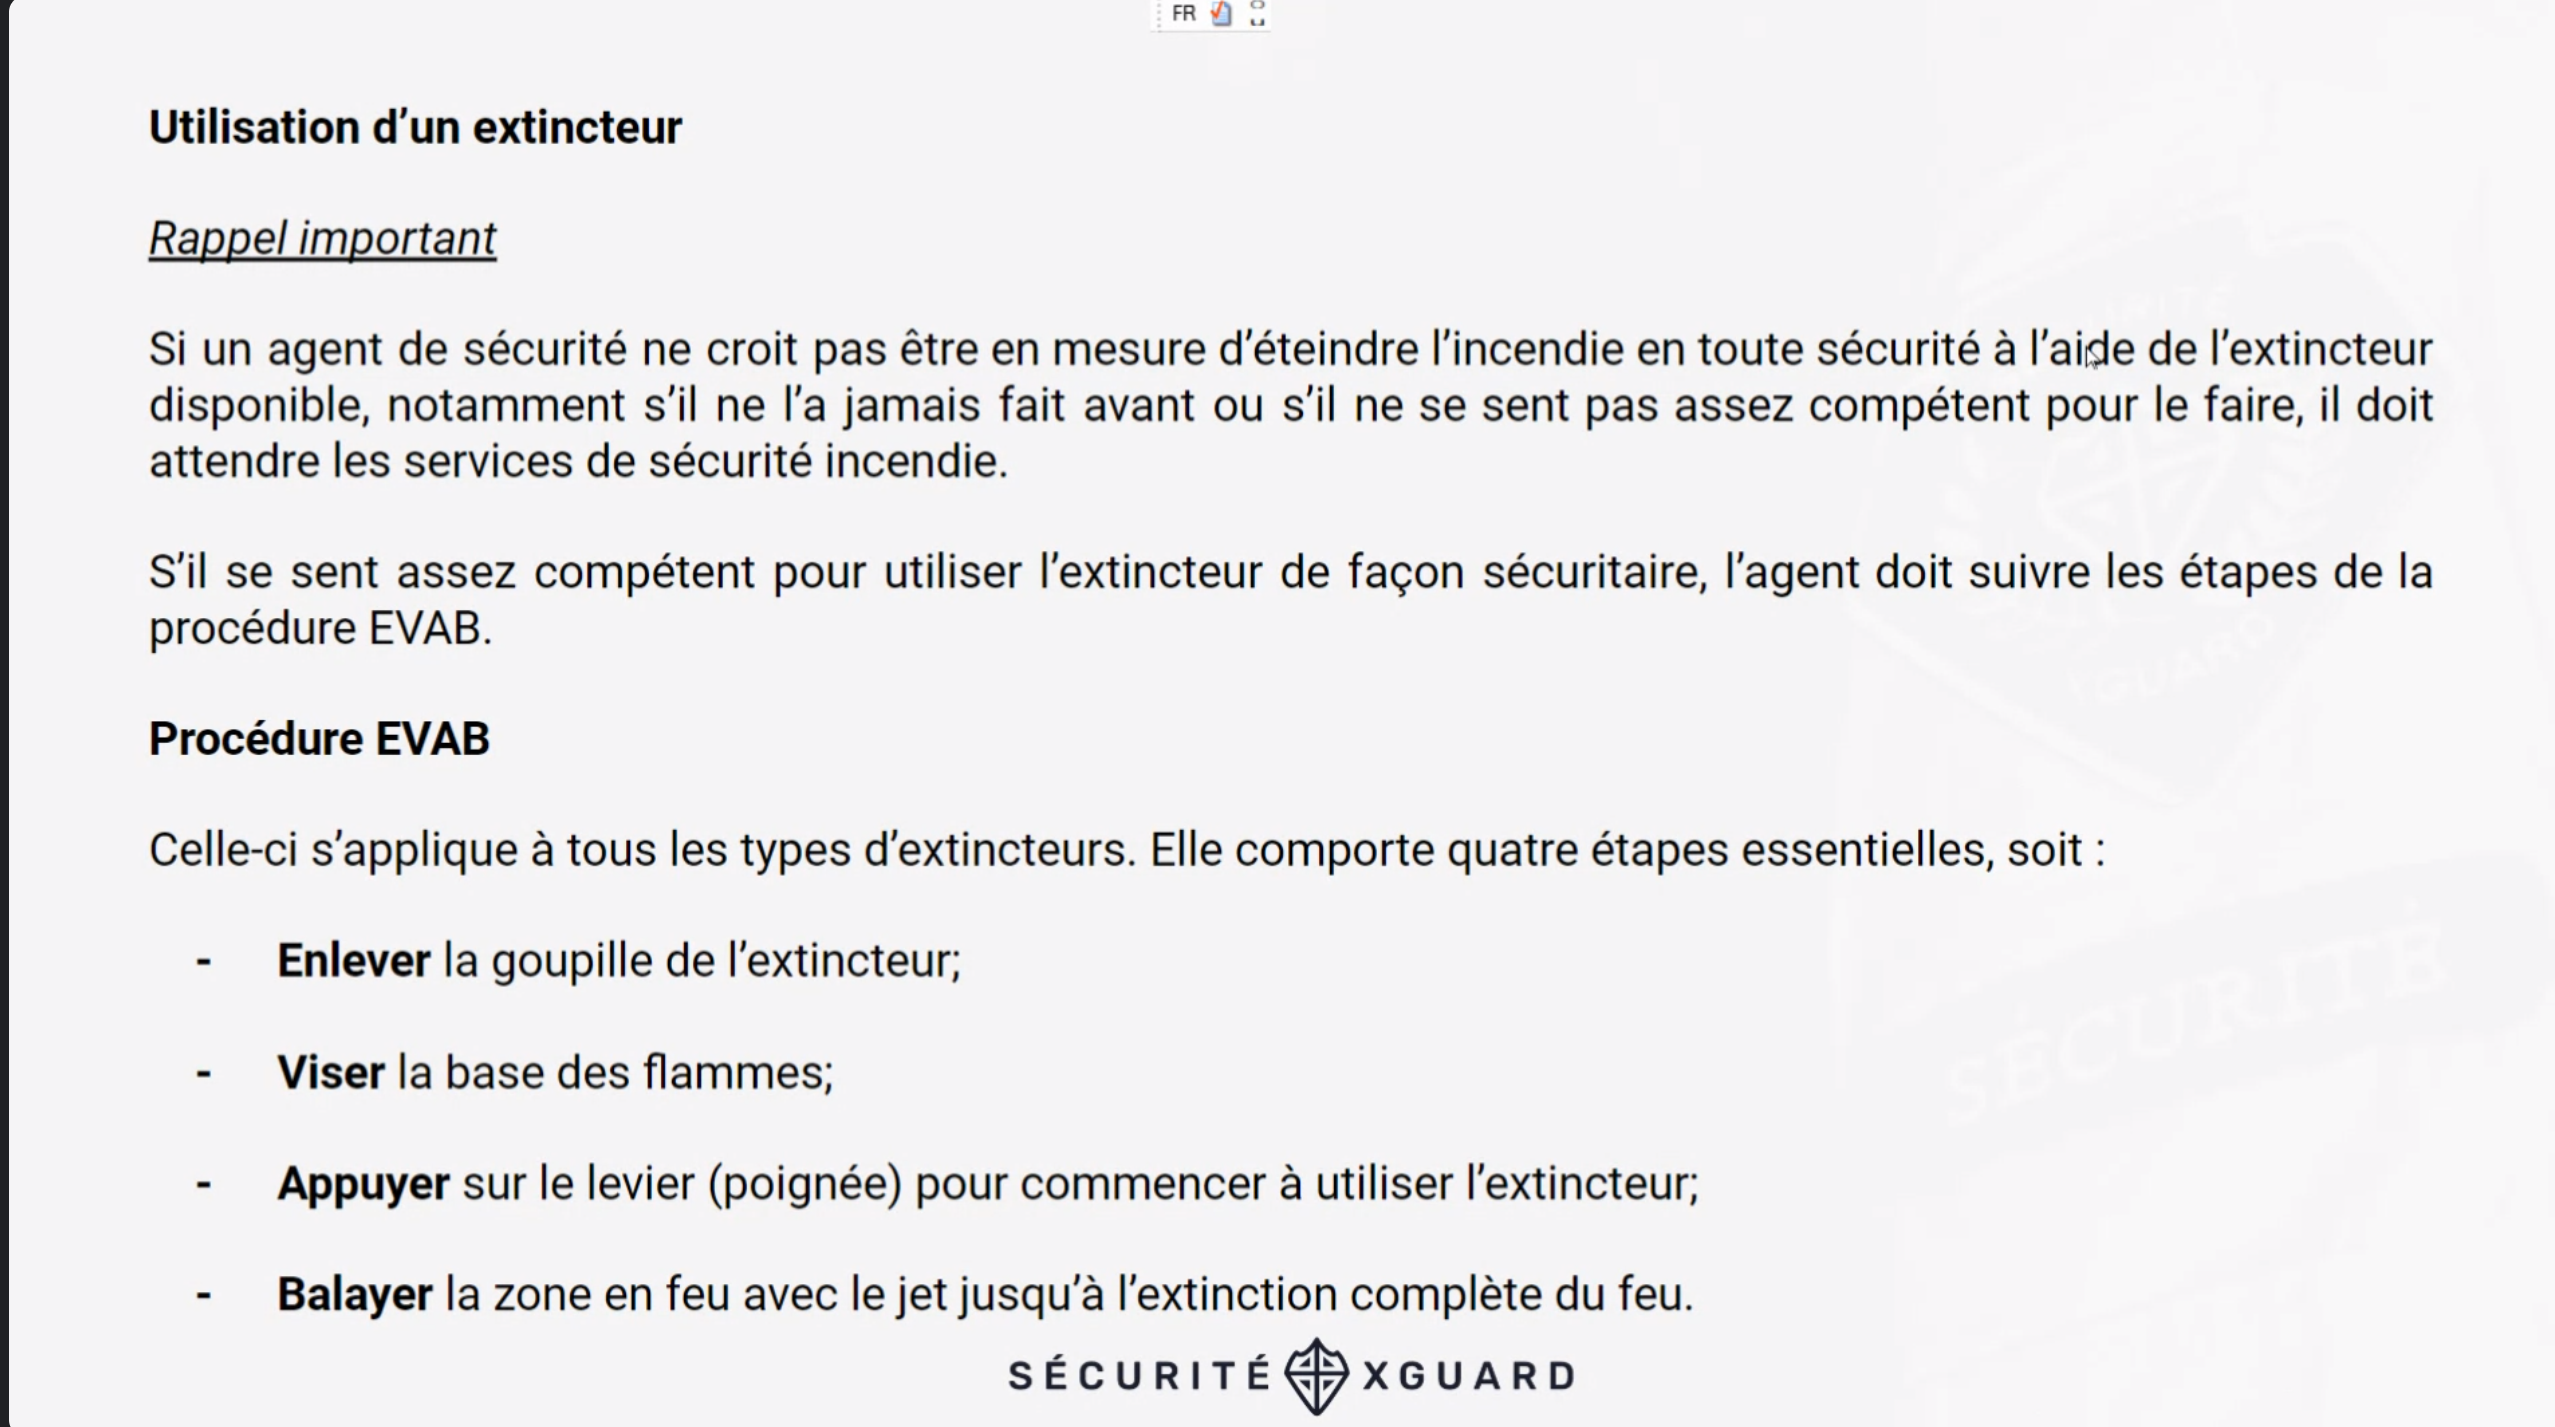 FR
Utilisation d’un extincteur
Rappel important
Si un agent de sécurité ne croit pas être en mesure d’éteindre l’incendie en toute sécurité à l’aide de l’extincteur
disponible, notamment s’il ne l’a jamais fait avant ou s’il ne se sent pas assez compétent pour le faire, il doit
attendre les services de sécurité incendie.
S’il se sent assez compétent pour utiliser l’extincteur de façon sécuritaire, l’agent doit suivre les étapes de la
procédure EVAB.
Procédure EVAB
Celle-ci s’applique à tous les types d’extincteurs. Elle comporte quatre étapes essentielles, soit :
- Enlever la goupille de l’extincteur;
- Viser la base des flammes;
- Appuyer sur le levier (poignée) pour commencer à utiliser l’extincteur;
- Balayer la zone en feu avec le jet jusqu’à l’extinction complète du feu.
SÉCURITÉ
SÉCURITÉ XGUARD